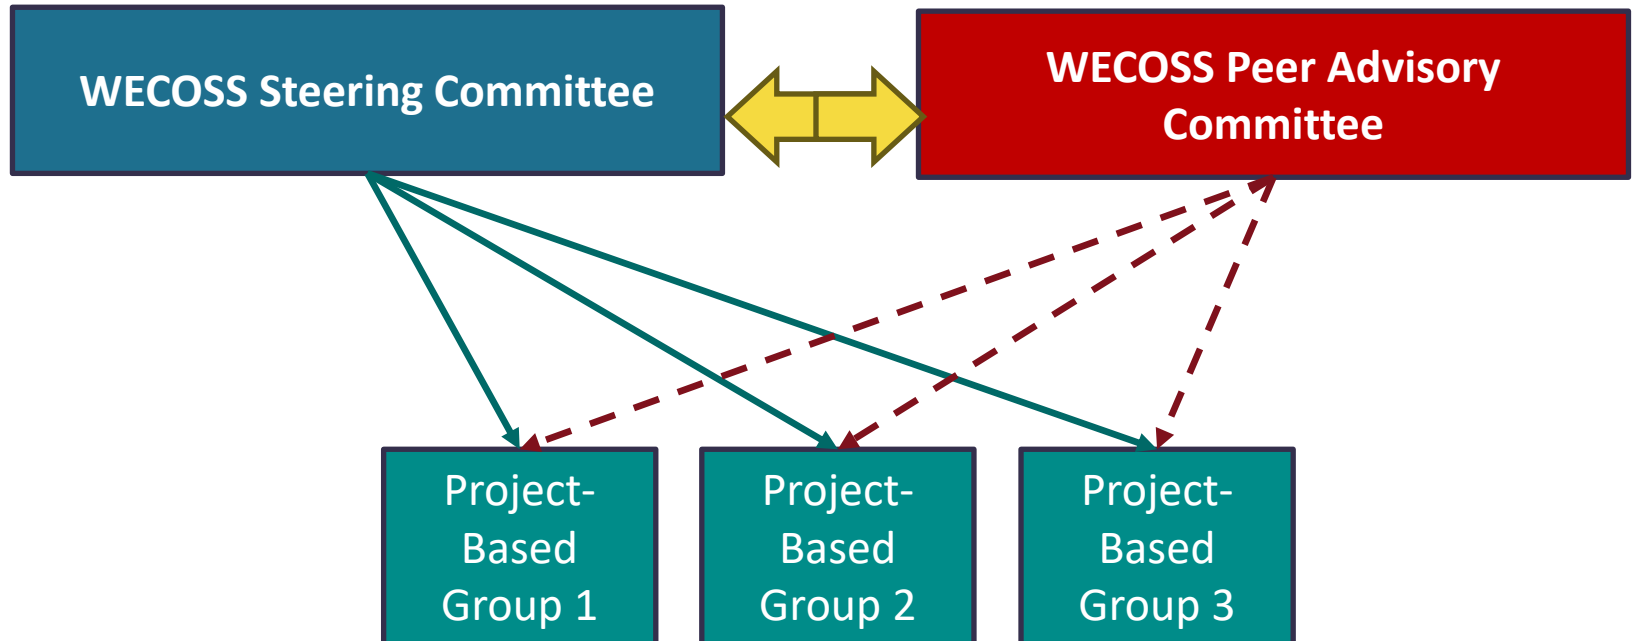 WECOSS Steering Committee
WECOSS Peer Advisory
Committee
Project-
Based
Group 1
Project-
Based
Group 2
Project-
Based
Group 3